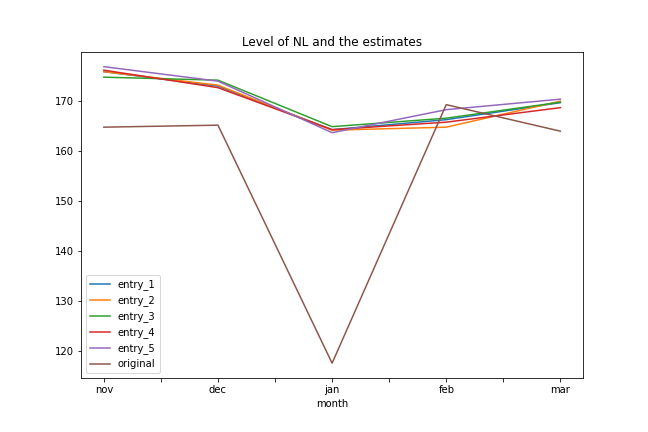 Level of NL and the estimates
170
160
150
140
130
120
entry_1
entry_2
entry_3
entry_4
entry_5
original
nov dec jan feb mar
month